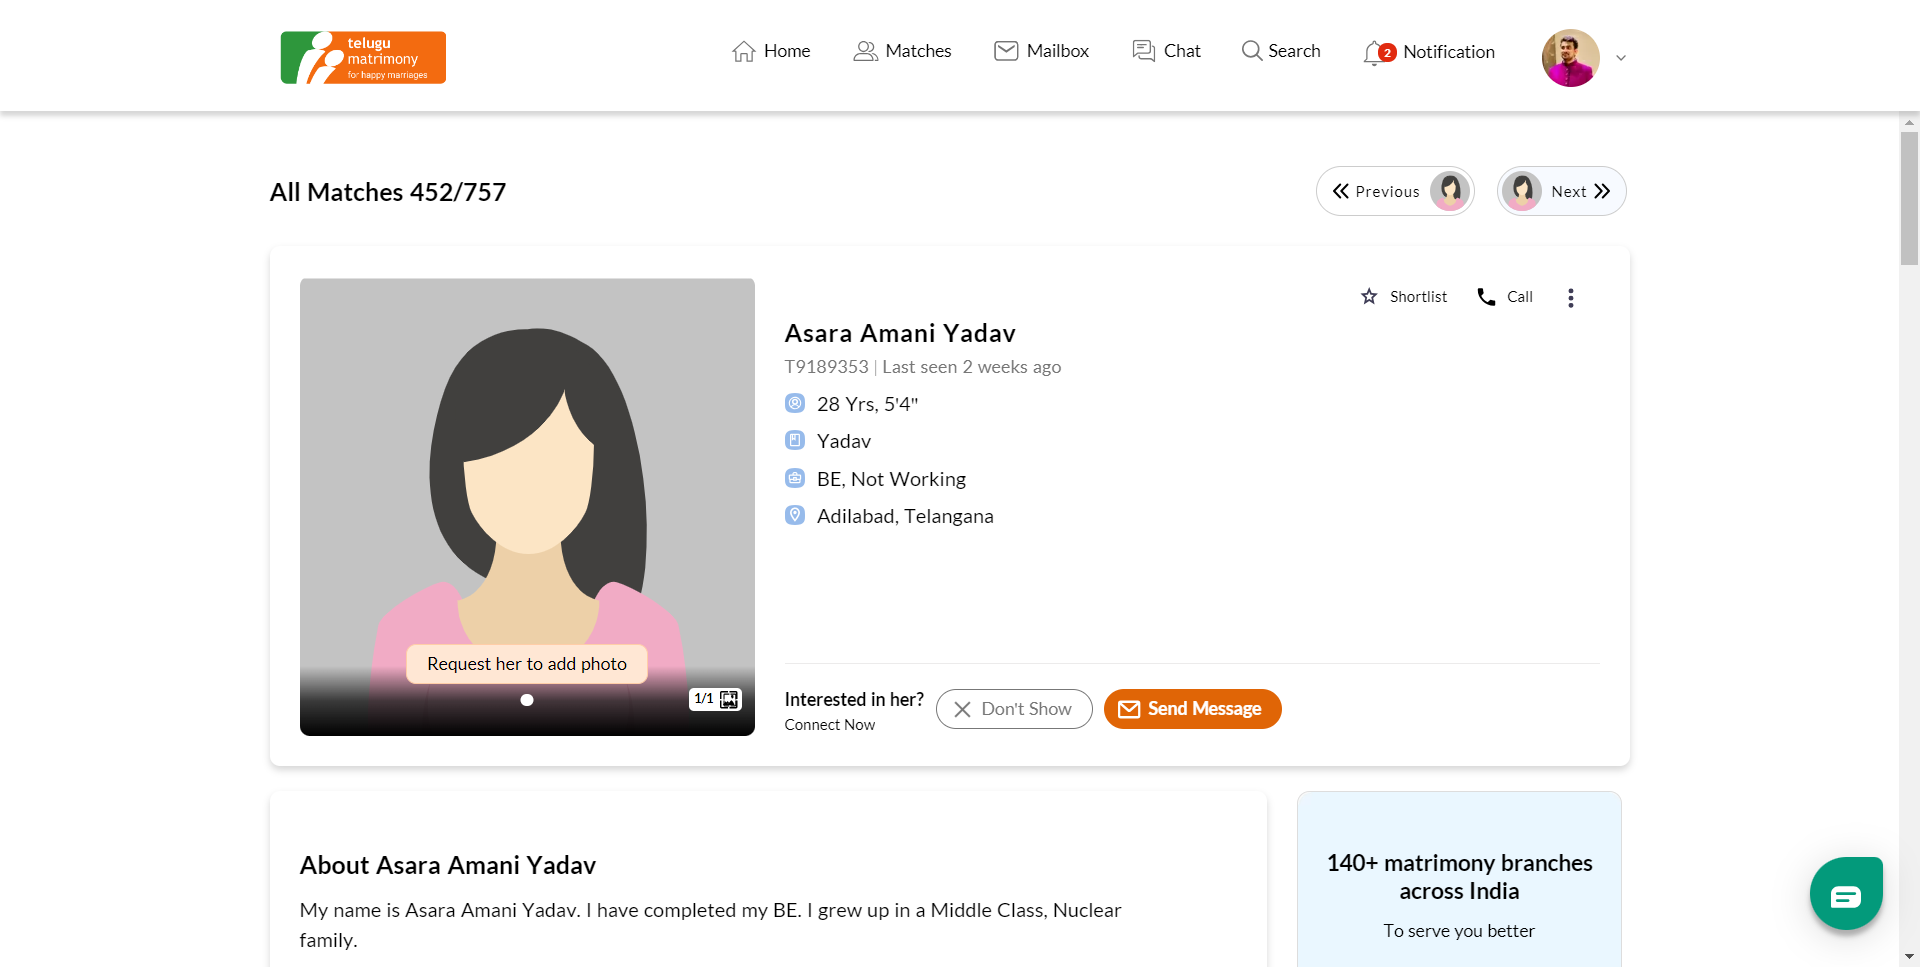 telugu
matrimony
for happy marriages
Home
Matches
Mailbox
Chat
Search
2
Notification
All Matches 452/757
Previous
Next
Shortlist
Call
Asara Amani Yadav
T9189353 | Last seen 2 weeks ago
28 Yrs, 5'4"
Yadav
BE, Not Working
Adilabad, Telangana
Request her to add photo
1/1
Interested in her?
Connect Now
Don't Show
Send Message
About Asara Amani Yadav
My name is Asara Amani Yadav. I have completed my BE. I grew up in a Middle Class, Nuclear
family.
140+ matrimony branches
across India
To serve you better